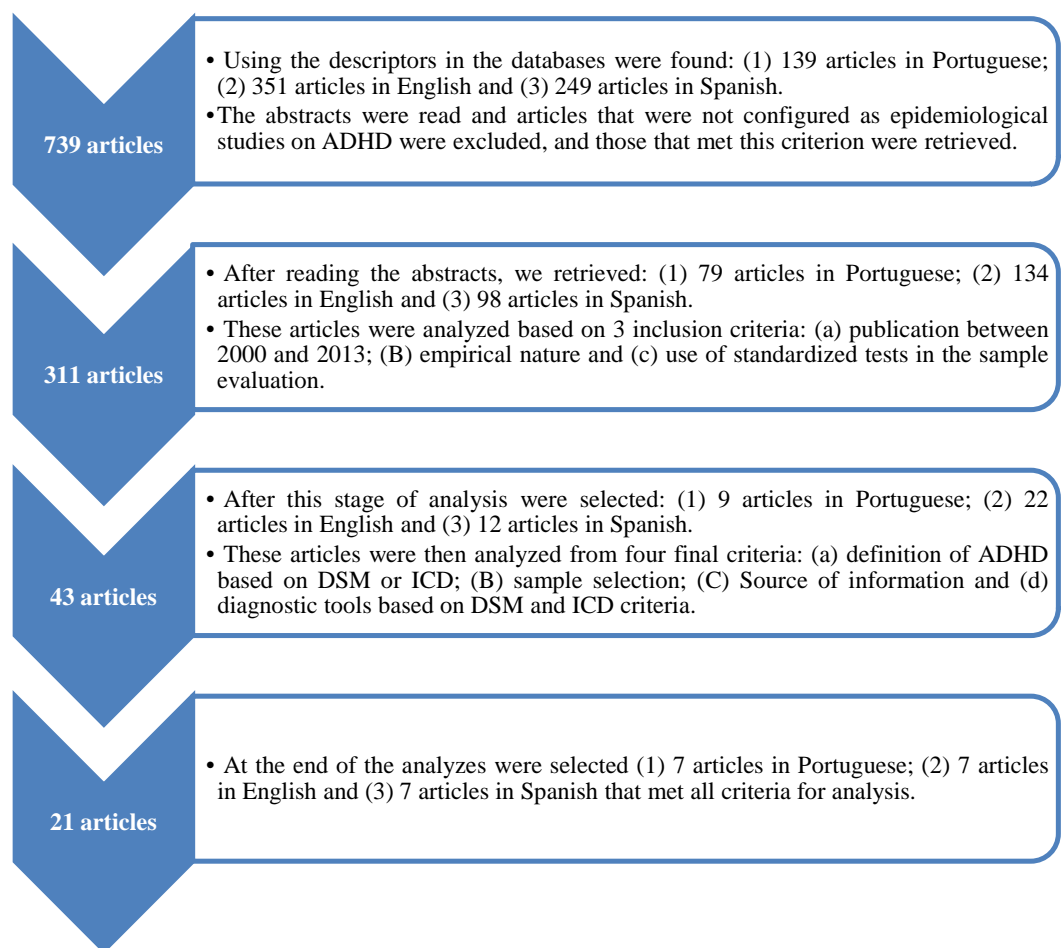 • Using the descriptors in the databases were found: (1) 139 articles in Portuguese;
(2) 351 articles in English and (3) 249 articles in Spanish.
•The abstracts were read and articles that were not configured as epidemiological
studies on ADHD were excluded, and those that met this criterion were retrieved.
739 articles
• After reading the abstracts, we retrieved: (1) 79 articles in Portuguese; (2) 134
articles in English and (3) 98 articles in Spanish.
• These articles were analyzed based on 3 inclusion criteria: (a) publication between
2000 and 2013; (B) empirical nature and (c) use of standardized tests in the sample
evaluation.
311 articles
• After this stage of analysis were selected: (1) 9 articles in Portuguese; (2) 22
articles in English and (3) 12 articles in Spanish.
• These articles were then analyzed from four final criteria: (a) definition of ADHD
based on DSM or ICD; (B) sample selection; (C) Source of information and (d)
diagnostic tools based on DSM and ICD criteria.
43 articles
• At the end of the analyzes were selected (1) 7 articles in Portuguese; (2) 7 articles
in English and (3) 7 articles in Spanish that met all criteria for analysis.
21 articles